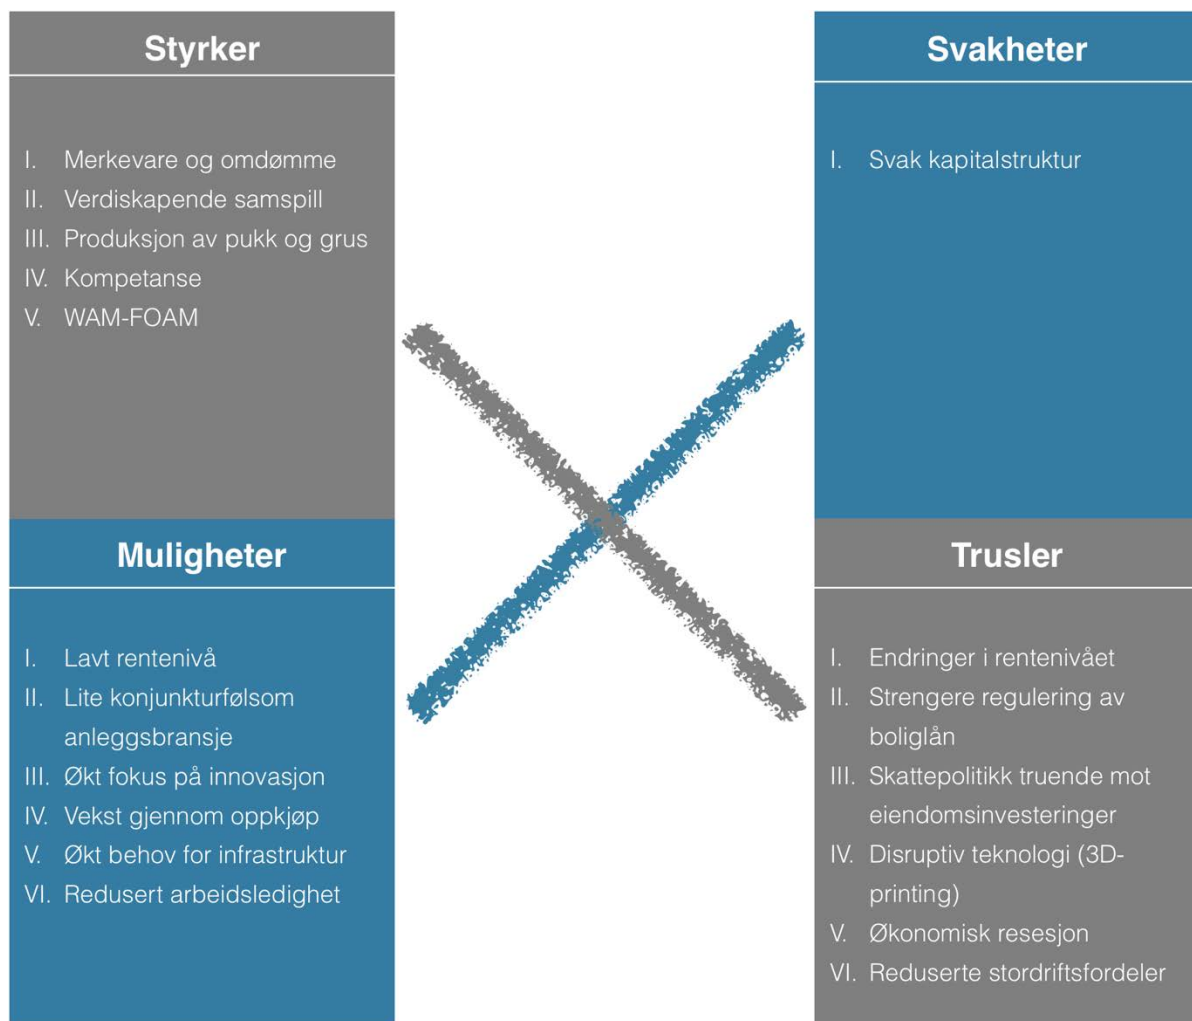 Styrker
I. Merkevare og omdømme
II. Verdiskapende samspill
III. Produksjon av pukk og grus
IV. Kompetanse
V. WAM-FOAM
Svakheter
I. Svak kapitalstruktur
Muligheter
I. Lavt rentenivå
II. Lite konjunkturfølsom
anleggsbransje
III. Økt fokus på innovasjon
IV. Vekst gjennom oppkjøp
V. Økt behov for infrastruktur
VI. Redusert arbeidsledighet
Trusler
I. Endringer i rentenivået
II. Strengere regulering av
boliglån
III. Skattepolitikk truende mot
eiendomsinvesteringer
IV. Disruptiv teknologi (3D-
printing)
V. Økonomisk resesjon
VI. Reduserte stordriftsfordeler